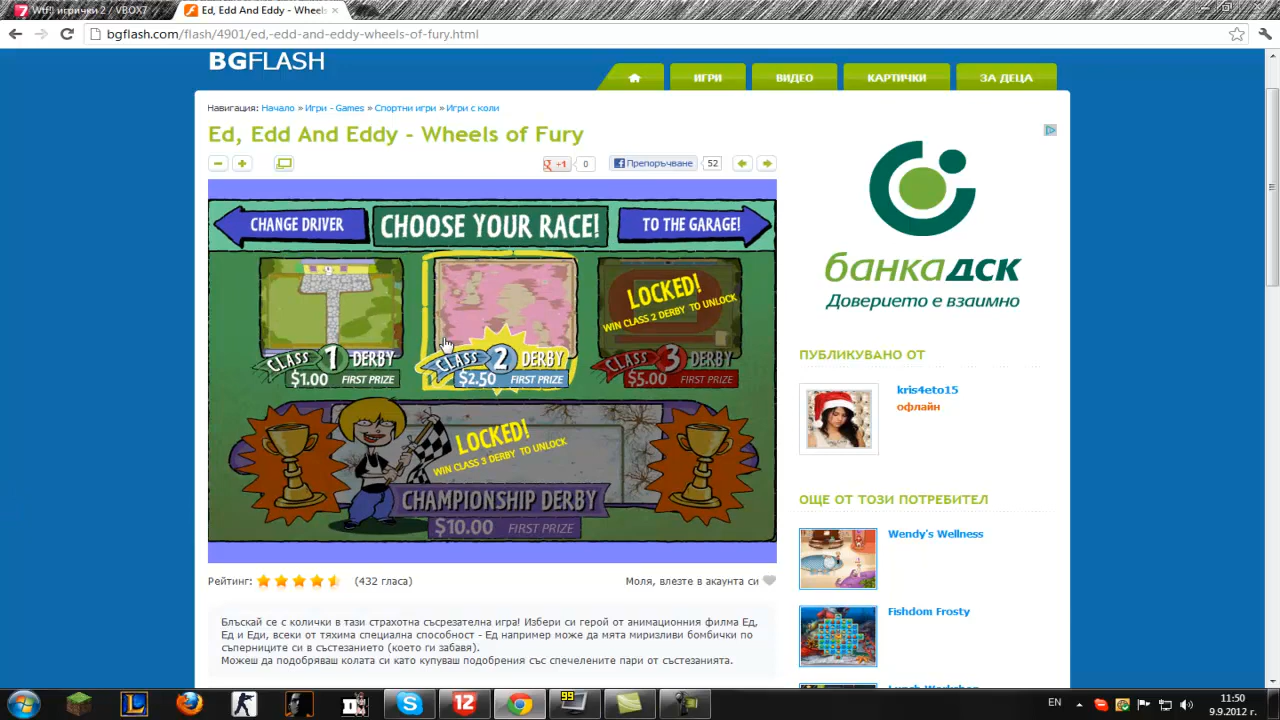 Wtf! игрички 2 / VBOX7
Ed, Edd And Eddy - Wheels
bgflash.com/flash/4901/ed,-edd-and-eddy-wheels-of-fury.html
BGFLASH
ИГРИ
ВИДЕО
КАРТИЧКИ
ЗА ДЕЦА
Навигация: Начало » Игри - Games » Спортни игри » Игри с коли
Ed, Edd And Eddy - Wheels of Fury
+1
0
Препоръчване
52
CHANGE DRIVER
CHOOSE YOUR RACE!
TO THE GARAGE!
LOCKED!
WIN CLASS 2 DERBY TO UNLOCK
CLASS 1 DERBY
$1.00 FIRST PRIZE
CLASS 2 DERBY
$2.50 FIRST PRIZE
CLASS 3 DERBY
$5.00 FIRST PRIZE
LOCKED!
WIN CLASS 3 DERBY TO UNLOCK
CHAMPIONSHIP DERBY
$10.00 FIRST PRIZE
Рейтинг:
(432 гласа)
Моля, влезте в акаунта си
Блъскай се с колички в тази страхотна съсрезателна игра! Избери си герой от анимационния филма Ед,
Ед и Еди, всеки от тяхима специална способност - Ед например може да мята миризливи бомбички по
съперниците си в състезанието (което ги забавя).
Можеш да подобряваш колата си като купуваш подобрения със спечелените пари от състезанията.
банка дск
Доверието е взаимно
ПУБЛИКУВАНО ОТ
kris4eto15
офлайн
ОЩЕ ОТ ТОЗИ ПОТРЕБИТЕЛ
Wendy's Wellness
Fishdom Frosty
Lunch Workshop
12
99
EN
11:50
9.9.2012 г.